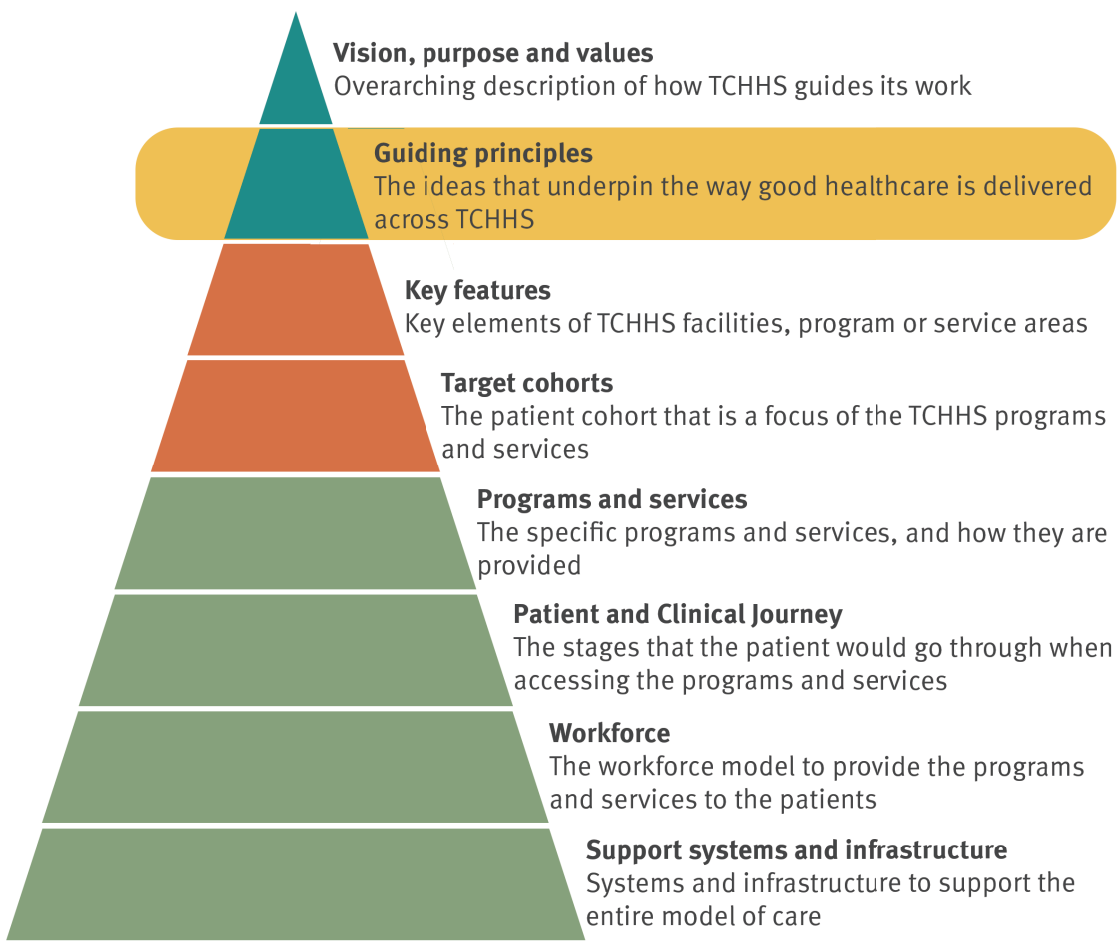 Vision, purpose and values
Overarching description of how TCHHS guides its work
Guiding principles
The ideas that underpin the way good healthcare is delivered
across TCHHS
Key features
Key elements of TCHHS facilities, program or service areas
Target cohorts
The patient cohort that is a focus of the TCHHS programs
and services
Programs and services
The specific programs and services, and how they are
provided
Patient and Clinical Journey
The stages that the patient would go through when
accessing the programs and services
Workforce
The workforce model to provide the programs
and services to the patients
Support systems and infrastructure
Systems and infrastructure to support the
entire model of care